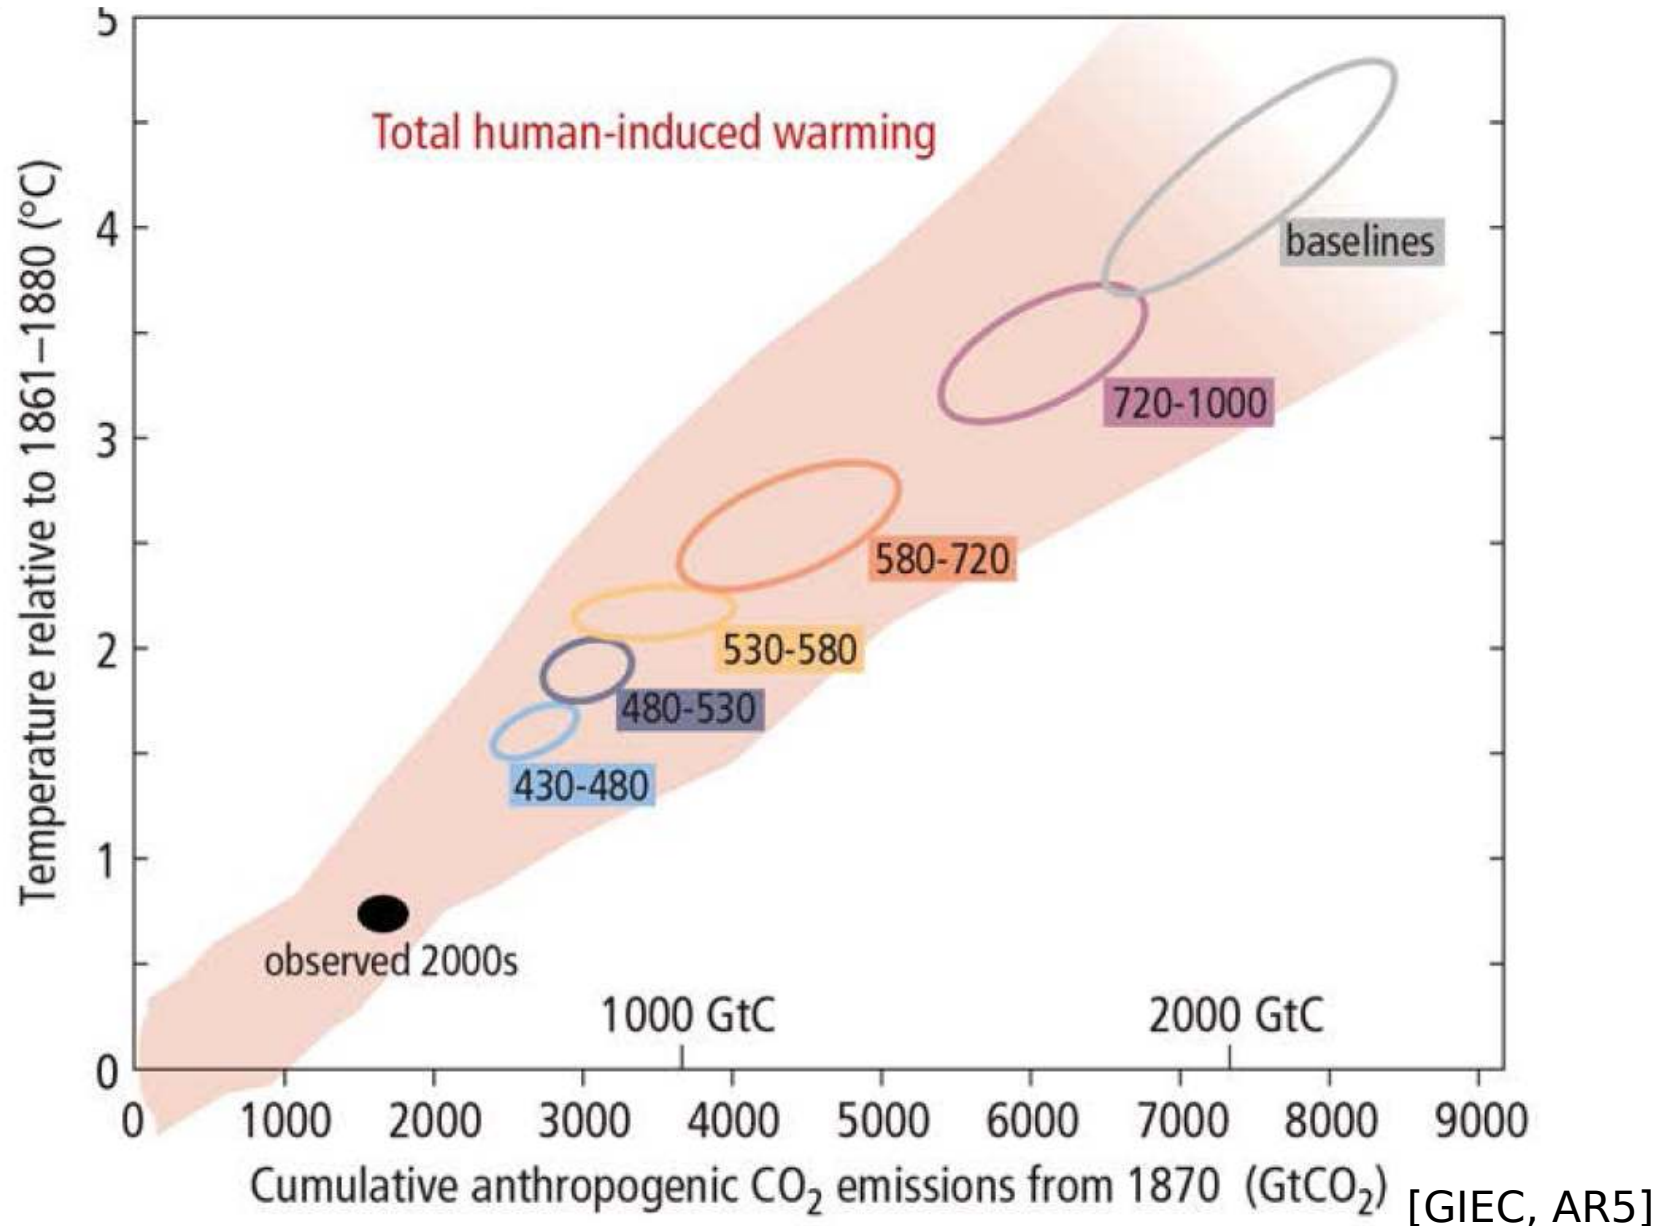 5
4
3
2
1
0
Temperature relative to 1861–1880 (°C)
Total human-induced warming
baselines
720-1000
580-720
530-580
480-530
430-480
observed 2000s
1000 GtC
2000 GtC
0 1000 2000 3000 4000 5000 6000 7000 8000 9000
Cumulative anthropogenic CO₂ emissions from 1870 (GtCO₂)
[GIEC, AR5]